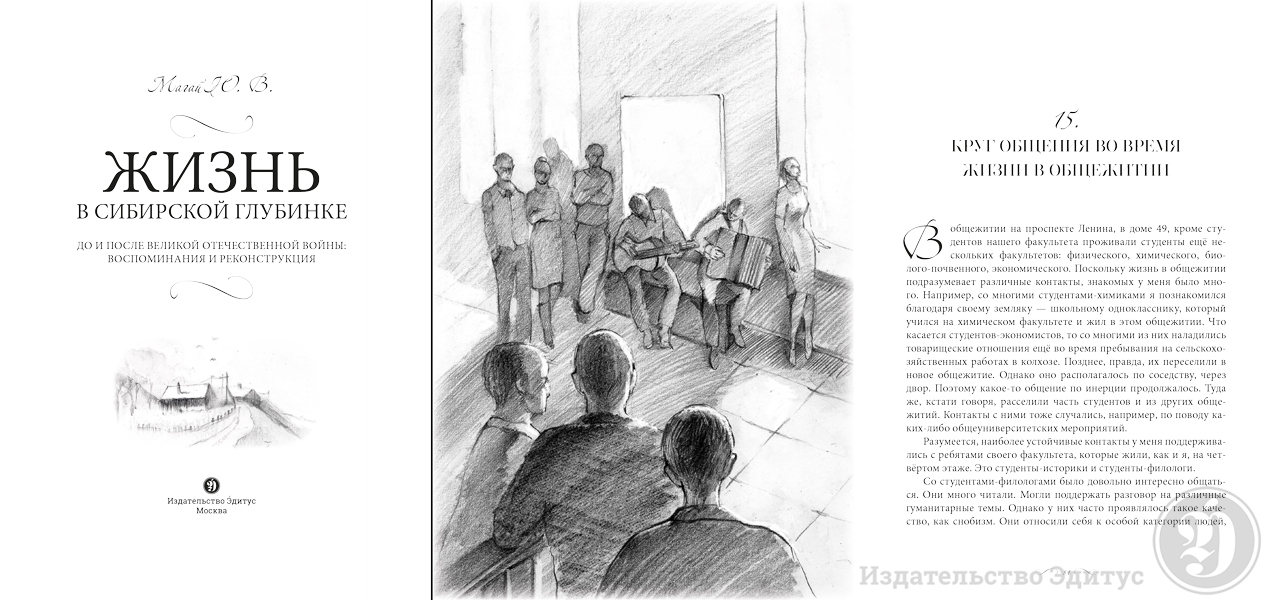 Магай Ю. В.
ЖИЗНЬ
В СИБИРСКОЙ ГЛУБИНКЕ
ДО И ПОСЛЕ ВЕЛИКОЙ ОТЕЧЕСТВЕННОЙ ВОЙНЫ:
ВОСПОМИНАНИЯ И РЕКОНСТРУКЦИЯ
Издательство Эдитус
Москва
15.
КРУГ ОБЩЕНИЯ ВО ВРЕМЯ
ЖИЗНИ В ОБЩЕЖИТИИ
В общежитии на проспекте Ленина, в доме 49, кроме сту-
дентов нашего факультета проживали студенты ещё не-
скольких факультетов: физического, химического, био-
лого-почвенного, экономического. Поскольку жизнь в общежитии
подразумевает различные контакты, знакомых у меня было мно-
го. Например, со многими студентами-химиками я познакомился
благодаря своему земляку — школьному однокласснику, который
учился на химическом факультете и жил в этом общежитии. Что
касается студентов-экономистов, то со многими из них наладились
товарищеские отношения ещё во время пребывания на сельскохо-
зяйственных работах в колхозе. Позднее, правда, их переселили в
новое общежитие. Однако оно располагалось по соседству, через
двор. Поэтому какое-то общение по инерции продолжалось. Туда
же, кстати говоря, расселили часть студентов и из других обще-
житий. Контакты с ними тоже случались, например, по поводу ка-
ких-либо общеуниверситетских мероприятий.
Разумеется, наиболее устойчивые контакты у меня поддержива-
лись с ребятами своего факультета, которые жили, как и я, на чет-
вёртом этаже. Это студенты-историки и студенты-филологи.
Со студентами-филологами было довольно интересно общать-
ся. Они много читали. Могли поддержать разговор на различные
гуманитарные темы. Однако у них часто проявлялось такое каче-
ство, как снобизм. Они относили себя к особой категории людей,
Издательство Эдитус